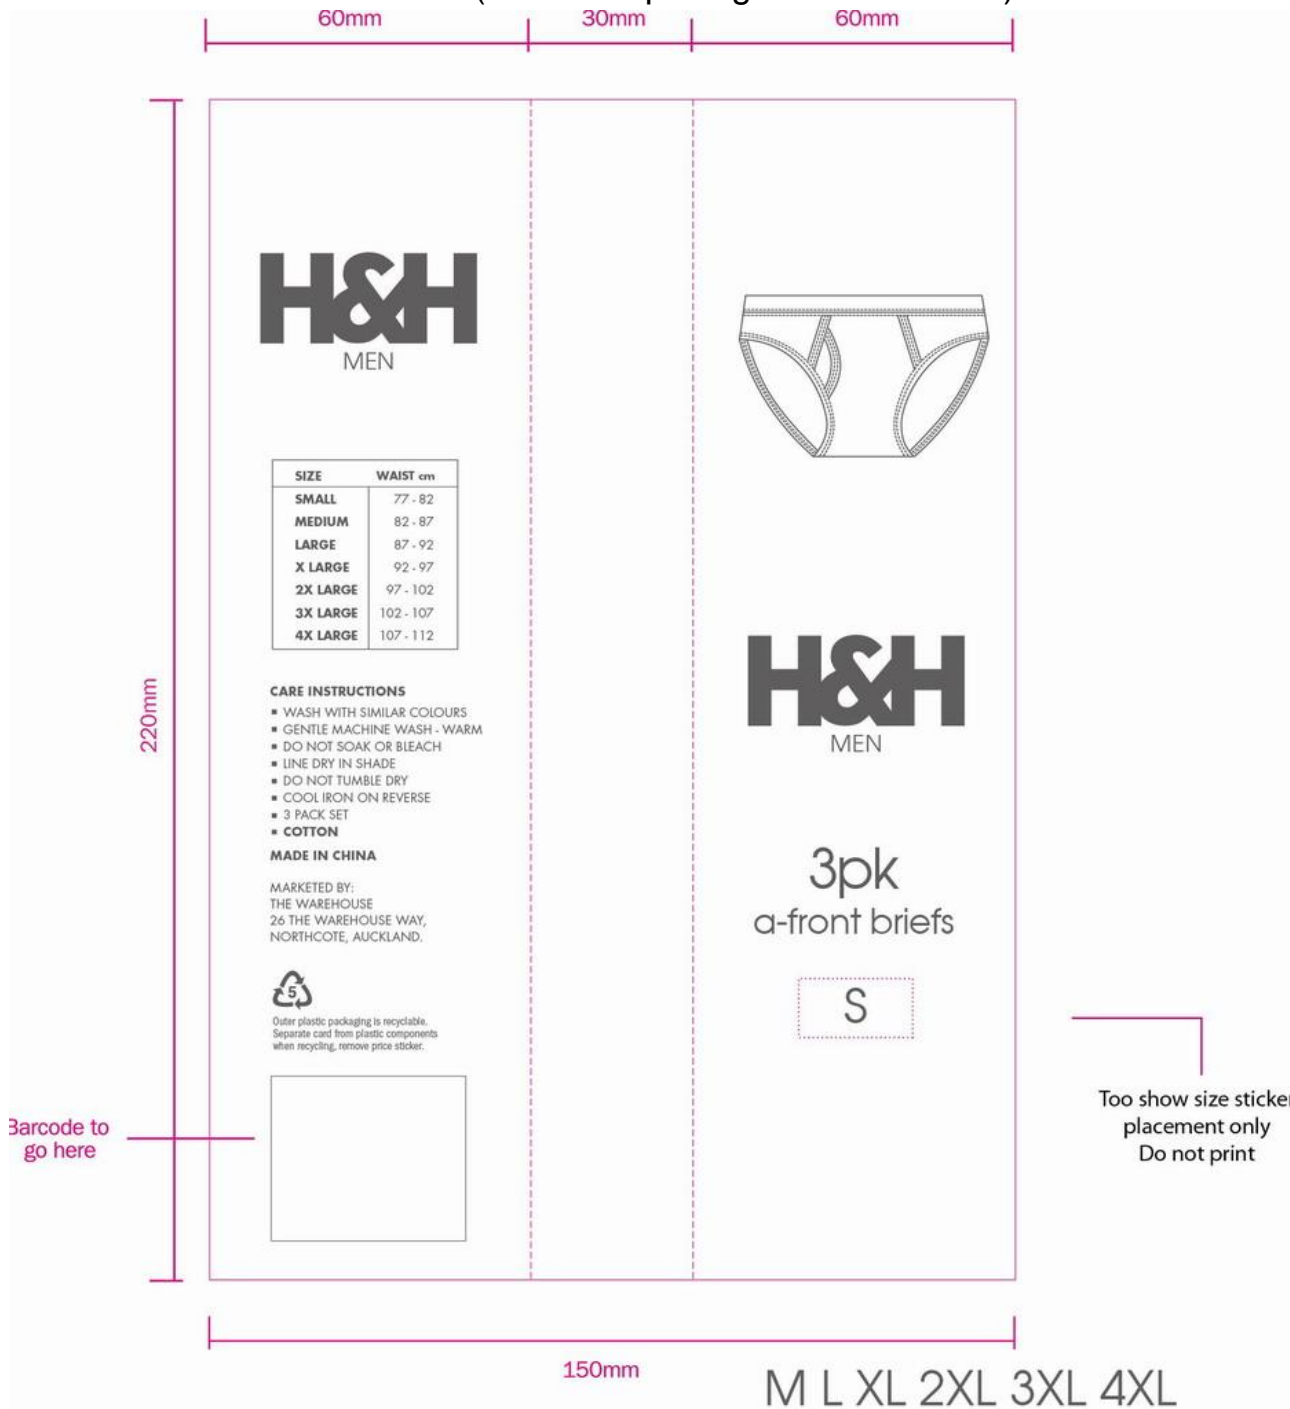 60mm 30mm 60mm
H&H
MEN
SIZE WAIST cm
SMALL 77 - 82
MEDIUM 82 - 87
LARGE 87 - 92
X LARGE 92 - 97
2X LARGE 97 - 102
3X LARGE 102 - 107
4X LARGE 107 - 112
CARE INSTRUCTIONS
▪ WASH WITH SIMILAR COLOURS
▪ GENTLE MACHINE WASH - WARM
▪ DO NOT SOAK OR BLEACH
▪ LINE DRY IN SHADE
▪ DO NOT TUMBLE DRY
▪ COOL IRON ON REVERSE
▪ 3 PACK SET
▪ COTTON
MADE IN CHINA
MARKETED BY:
THE WAREHOUSE
26 THE WAREHOUSE WAY,
NORTHCOTE, AUCKLAND.
5
Outer plastic packaging is recyclable.
Separate card from plastic components
when recycling, remove price sticker.
220mm
Barcode to
go here
H&H
MEN
3pk
a-front briefs
S
Too show size sticker
placement only
Do not print
150mm
M L XL 2XL 3XL 4XL